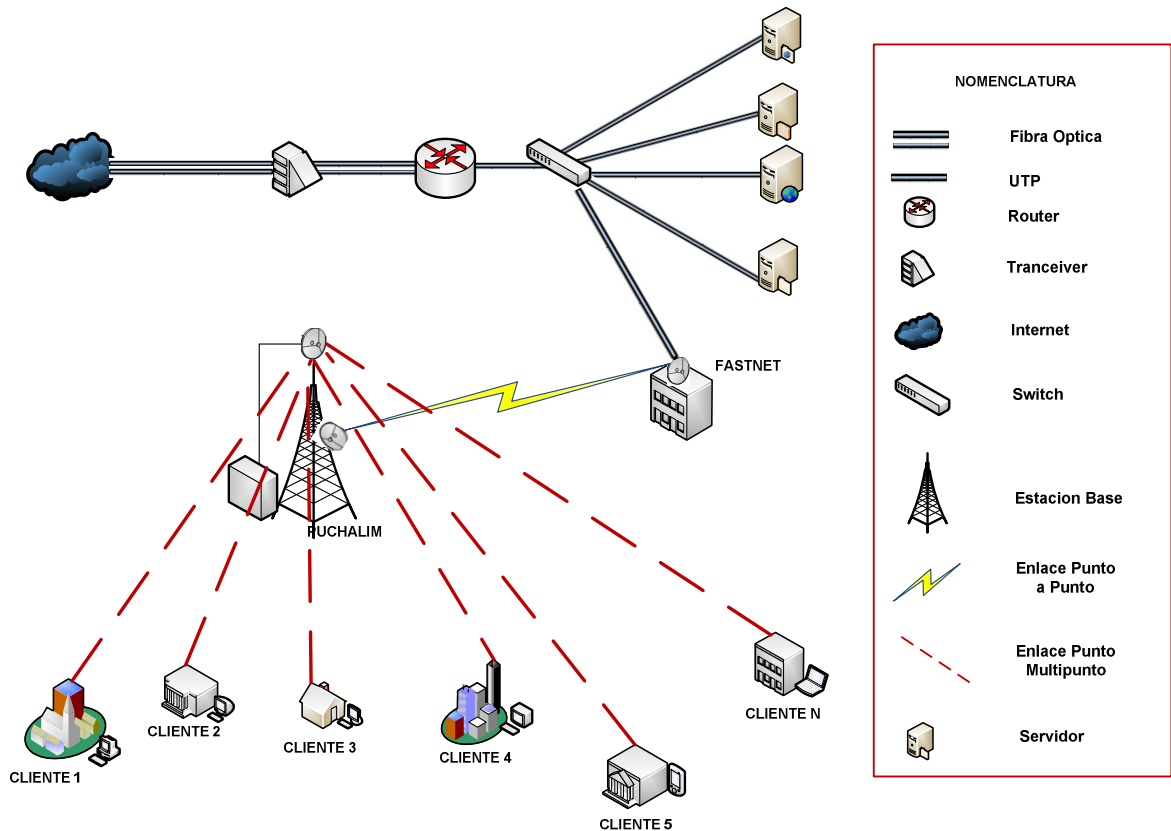 NOMENCLATURA
Fibra Optica
UTP
Router
Tranceiver
Internet
Switch
Estacion Base
Enlace Punto
a Punto
Enlace Punto
Multipunto
Servidor
FASTNET
PUCHALIM
CLIENTE 1
CLIENTE 2
CLIENTE 3
CLIENTE 4
CLIENTE 5
CLIENTE N